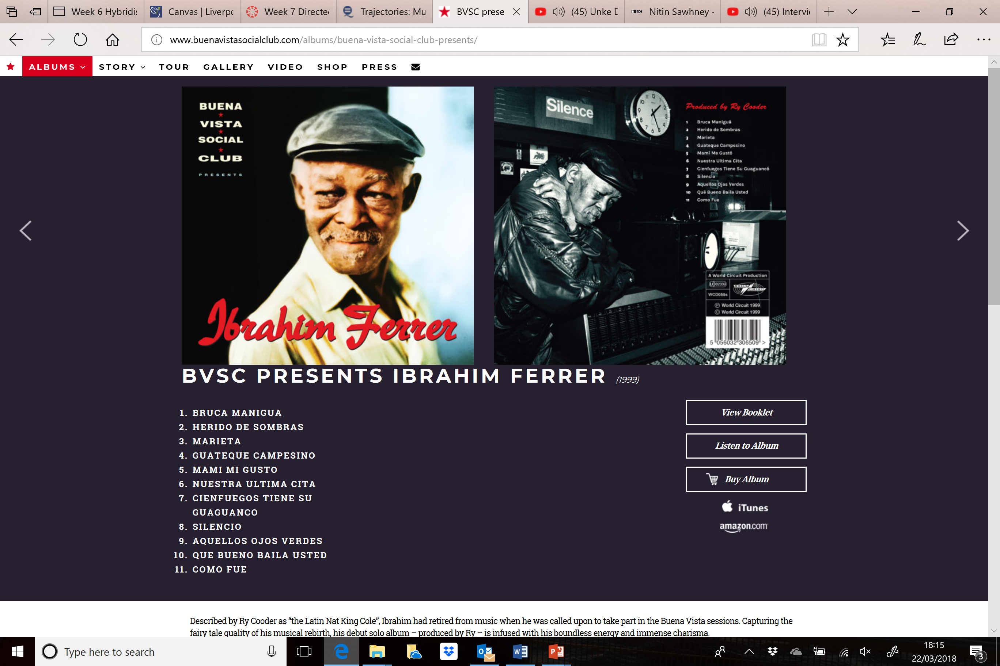 Week 6 Hybridis
Canvas | Liverpo
Week 7 Directed
Trajectories: Mu
BVSC prese
(45) Unke D
BBC
Nitin Sawhney -
(45) Intervi
www.buenavistasocialclub.com/albums/buena-vista-social-club-presents/
ALBUMS
STORY
TOUR
GALLERY
VIDEO
SHOP
PRESS
BUENA
VISTA
SOCIAL
CLUB
PRESENTS
Ibrahim Ferrer
Silence
Produced by Ry Cooder
1 Bruca Maniguá
2 Herido de Sombras
3 Marieta
4 Guateque Campesino
5 Mamí Me Gustó
6 Nuestra Ultima Cita
7 Cienfuegos Tiene Su Guaguancó
8 Silencio
9 Aquellos Ojos Verdes
10 Qué Bueno Baila Usted
11 Como Fue
A World Circuit Production
LC 02339
WORLD CIRCUIT
WCD055s
Ⓟ World Circuit 1999
© World Circuit 1999
5 056032 306509 >
BVSC PRESENTS IBRAHIM FERRER (1999)
1. BRUCA MANIGUA
2. HERIDO DE SOMBRAS
3. MARIETA
4. GUATEQUE CAMPESINO
5. MAMI MI GUSTO
6. NUESTRA ULTIMA CITA
7. CIENFUEGOS TIENE SU
GUAGUANCO
8. SILENCIO
9. AQUELLOS OJOS VERDES
10. QUE BUENO BAILA USTED
11. COMO FUE
View Booklet
Listen to Album
Buy Album
iTunes
amazon.com
Described by Ry Cooder as “the Latin Nat King Cole”, Ibrahim had retired from music when he was called upon to take part in the Buena Vista sessions. Capturing the
fairy tale quality of his musical rebirth, his debut solo album – produced by Ry – is infused with his boundless energy and immense charisma.
Type here to search
18:15
22/03/2018
3